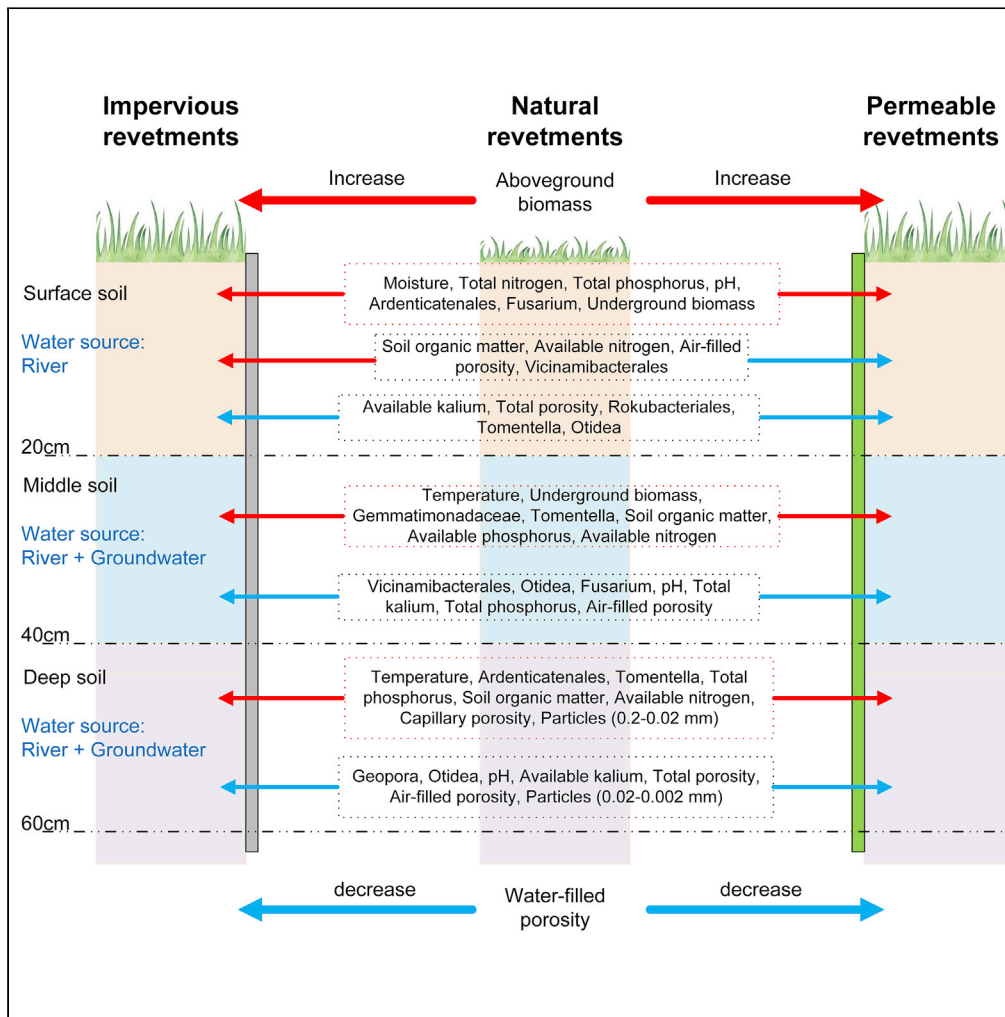 Impervious
revetments
Natural
revetments
Permeable
revetments
Increase
Aboveground
biomass
Increase
Surface soil
Water source:
River
Moisture, Total nitrogen, Total phosphorus, pH,
Ardenticatenales, Fusarium, Underground biomass
Soil organic matter, Available nitrogen, Air-filled
porosity, Vicinamibacterales
Available kalium, Total porosity, Rokubacteriales,
Tomentella, Otidea
20cm
Middle soil
Water source:
River + Groundwater
Temperature, Underground biomass,
Gemmatimonadaceae, Tomentella, Soil organic matter,
Available phosphorus, Available nitrogen
Vicinamibacterales, Otidea, Fusarium, pH, Total
kalium, Total phosphorus, Air-filled porosity
40cm
Deep soil
Water source:
River + Groundwater
Temperature, Ardenticatenales, Tomentella, Total
phosphorus, Soil organic matter, Available nitrogen,
Capillary porosity, Particles (0.2-0.02 mm)
Geopora, Otidea, pH, Available kalium, Total porosity,
Air-filled porosity, Particles (0.02-0.002 mm)
60cm
decrease
Water-filled
porosity
decrease